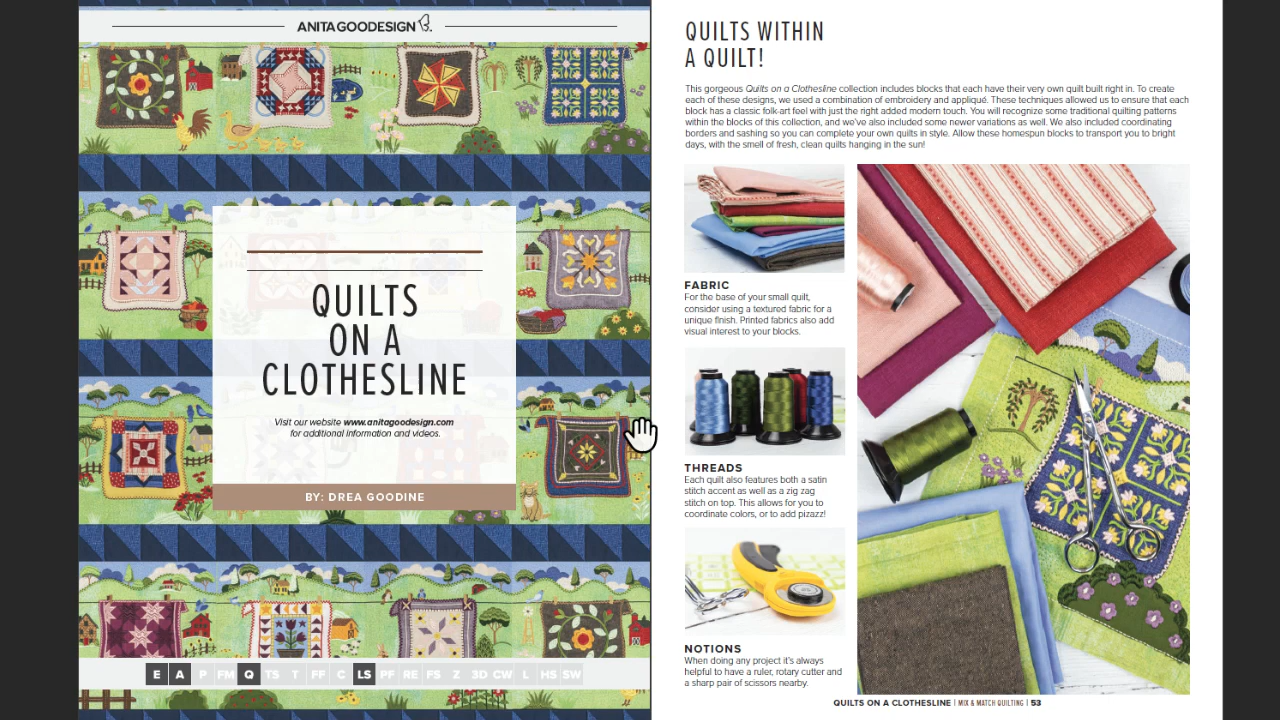 ANITA GOODESIGN
QUILTS
ON A
CLOTHESLINE
Visit our website www.anitagoodesign.com
for additional information and videos.
BY: DREA GOODINE
E A P FM Q TS T FF C LS PF RE FS Z 3D CW L HS SW
QUILTS WITHIN
A QUILT!
This gorgeous Quilts on a Clothesline collection includes blocks that each have their very own quilt built right in. To create
each of these designs, we used a combination of embroidery and appliqué. These techniques allowed us to ensure that each
block has a classic folk-art feel with just the right added modern touch. You will recognize some traditional quilting patterns
within the blocks of this collection, and we've also included some newer variations as well. We also included coordinating
borders and sashing so you can complete your own quilts in style. Allow these homespun blocks to transport you to bright
days, with the smell of fresh, clean quilts hanging in the sun!
FABRIC
For the base of your small quilt,
consider using a textured fabric for a
unique finish. Printed fabrics also add
visual interest to your blocks.
THREADS
Each quilt also features both a satin
stitch accent as well as a zig zag
stitch on top. This allows for you to
coordinate colors, or to add pizazz!
NOTIONS
When doing any project it's always
helpful to have a ruler, rotary cutter and
a sharp pair of scissors nearby.
QUILTS ON A CLOTHESLINE | MIX & MATCH QUILTING | 53